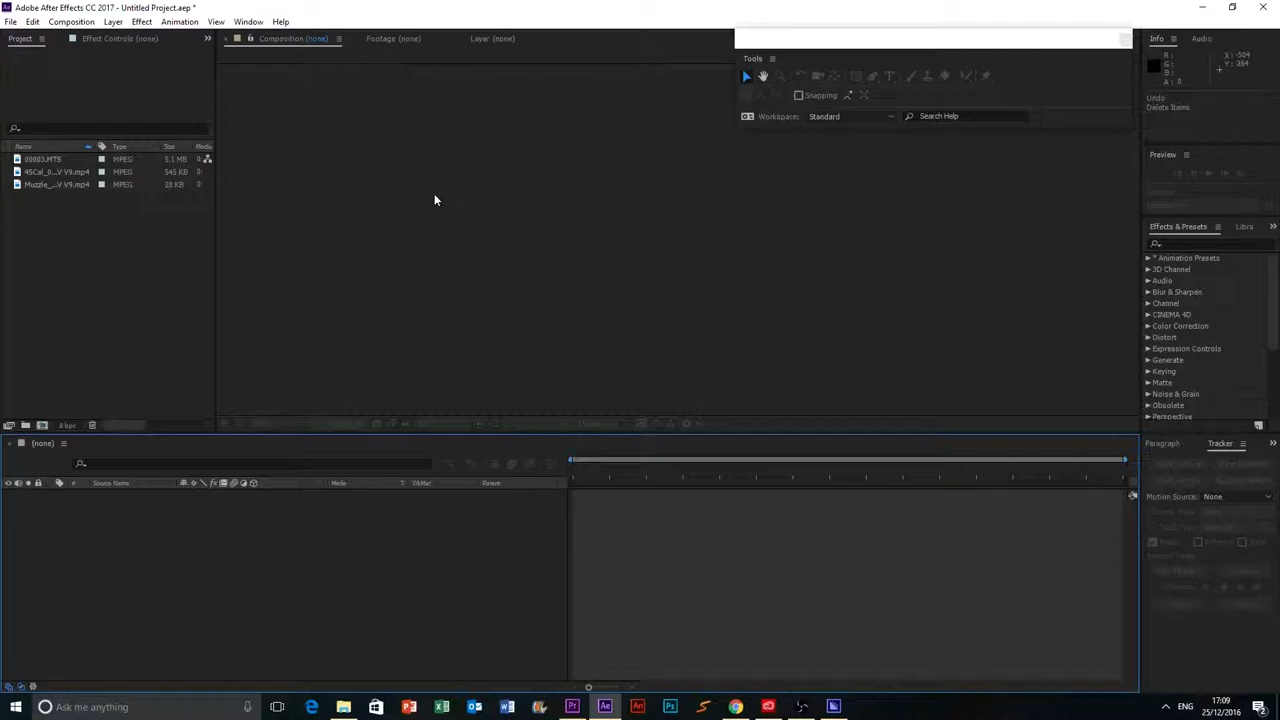 Adobe After Effects CC 2017 - Untitled Project.aep *
File Edit Composition Layer Effect Animation View Window Help
Project Effect Controls (none)
Composition (none) Footage (none) Layer (none)
Tools
Snapping
Workspace: Standard Search Help
Info Audio
R: X: -504
G: Y: 264
B:
A: 0
Undo
Delete Items
Preview
Name Type Size Media
00003.MTS MPEG 5.1 MB 0
45Cal_0...V V9.mp4 MPEG 545 KB 0
Muzzle_...V V9.mp4 MPEG 28 KB 0
8 bpc
Effects & Presets Libra
* Animation Presets
3D Channel
Audio
Blur & Sharpen
Channel
CINEMA 4D
Color Correction
Distort
Expression Controls
Generate
Keying
Matte
Noise & Grain
Obsolete
Perspective
Paragraph Tracker
Motion Source: None
(none)
# Source Name fx Mode T TrkMat Parent
Ask me anything
ENG
17:09
25/12/2016